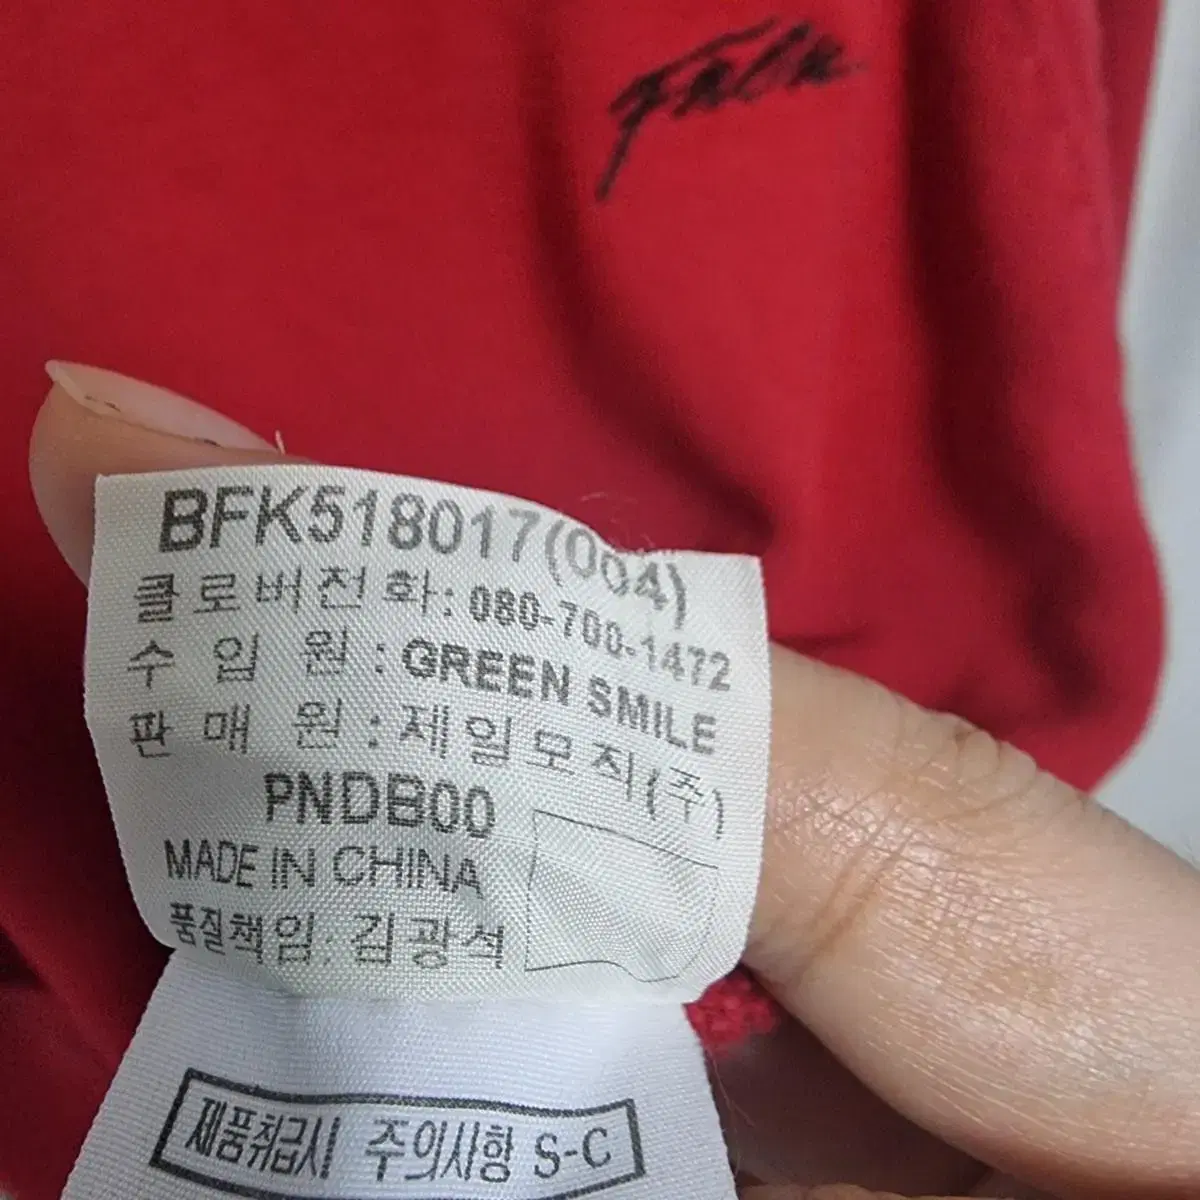 BFK518017(004)
클로버전화: 080-700-1472
수 입 원 : GREEN SMILE
판 매 원 : 제일모직(주)
PNDB00
MADE IN CHINA
품질책임: 김광석
제품취급시 주의사항 S-C